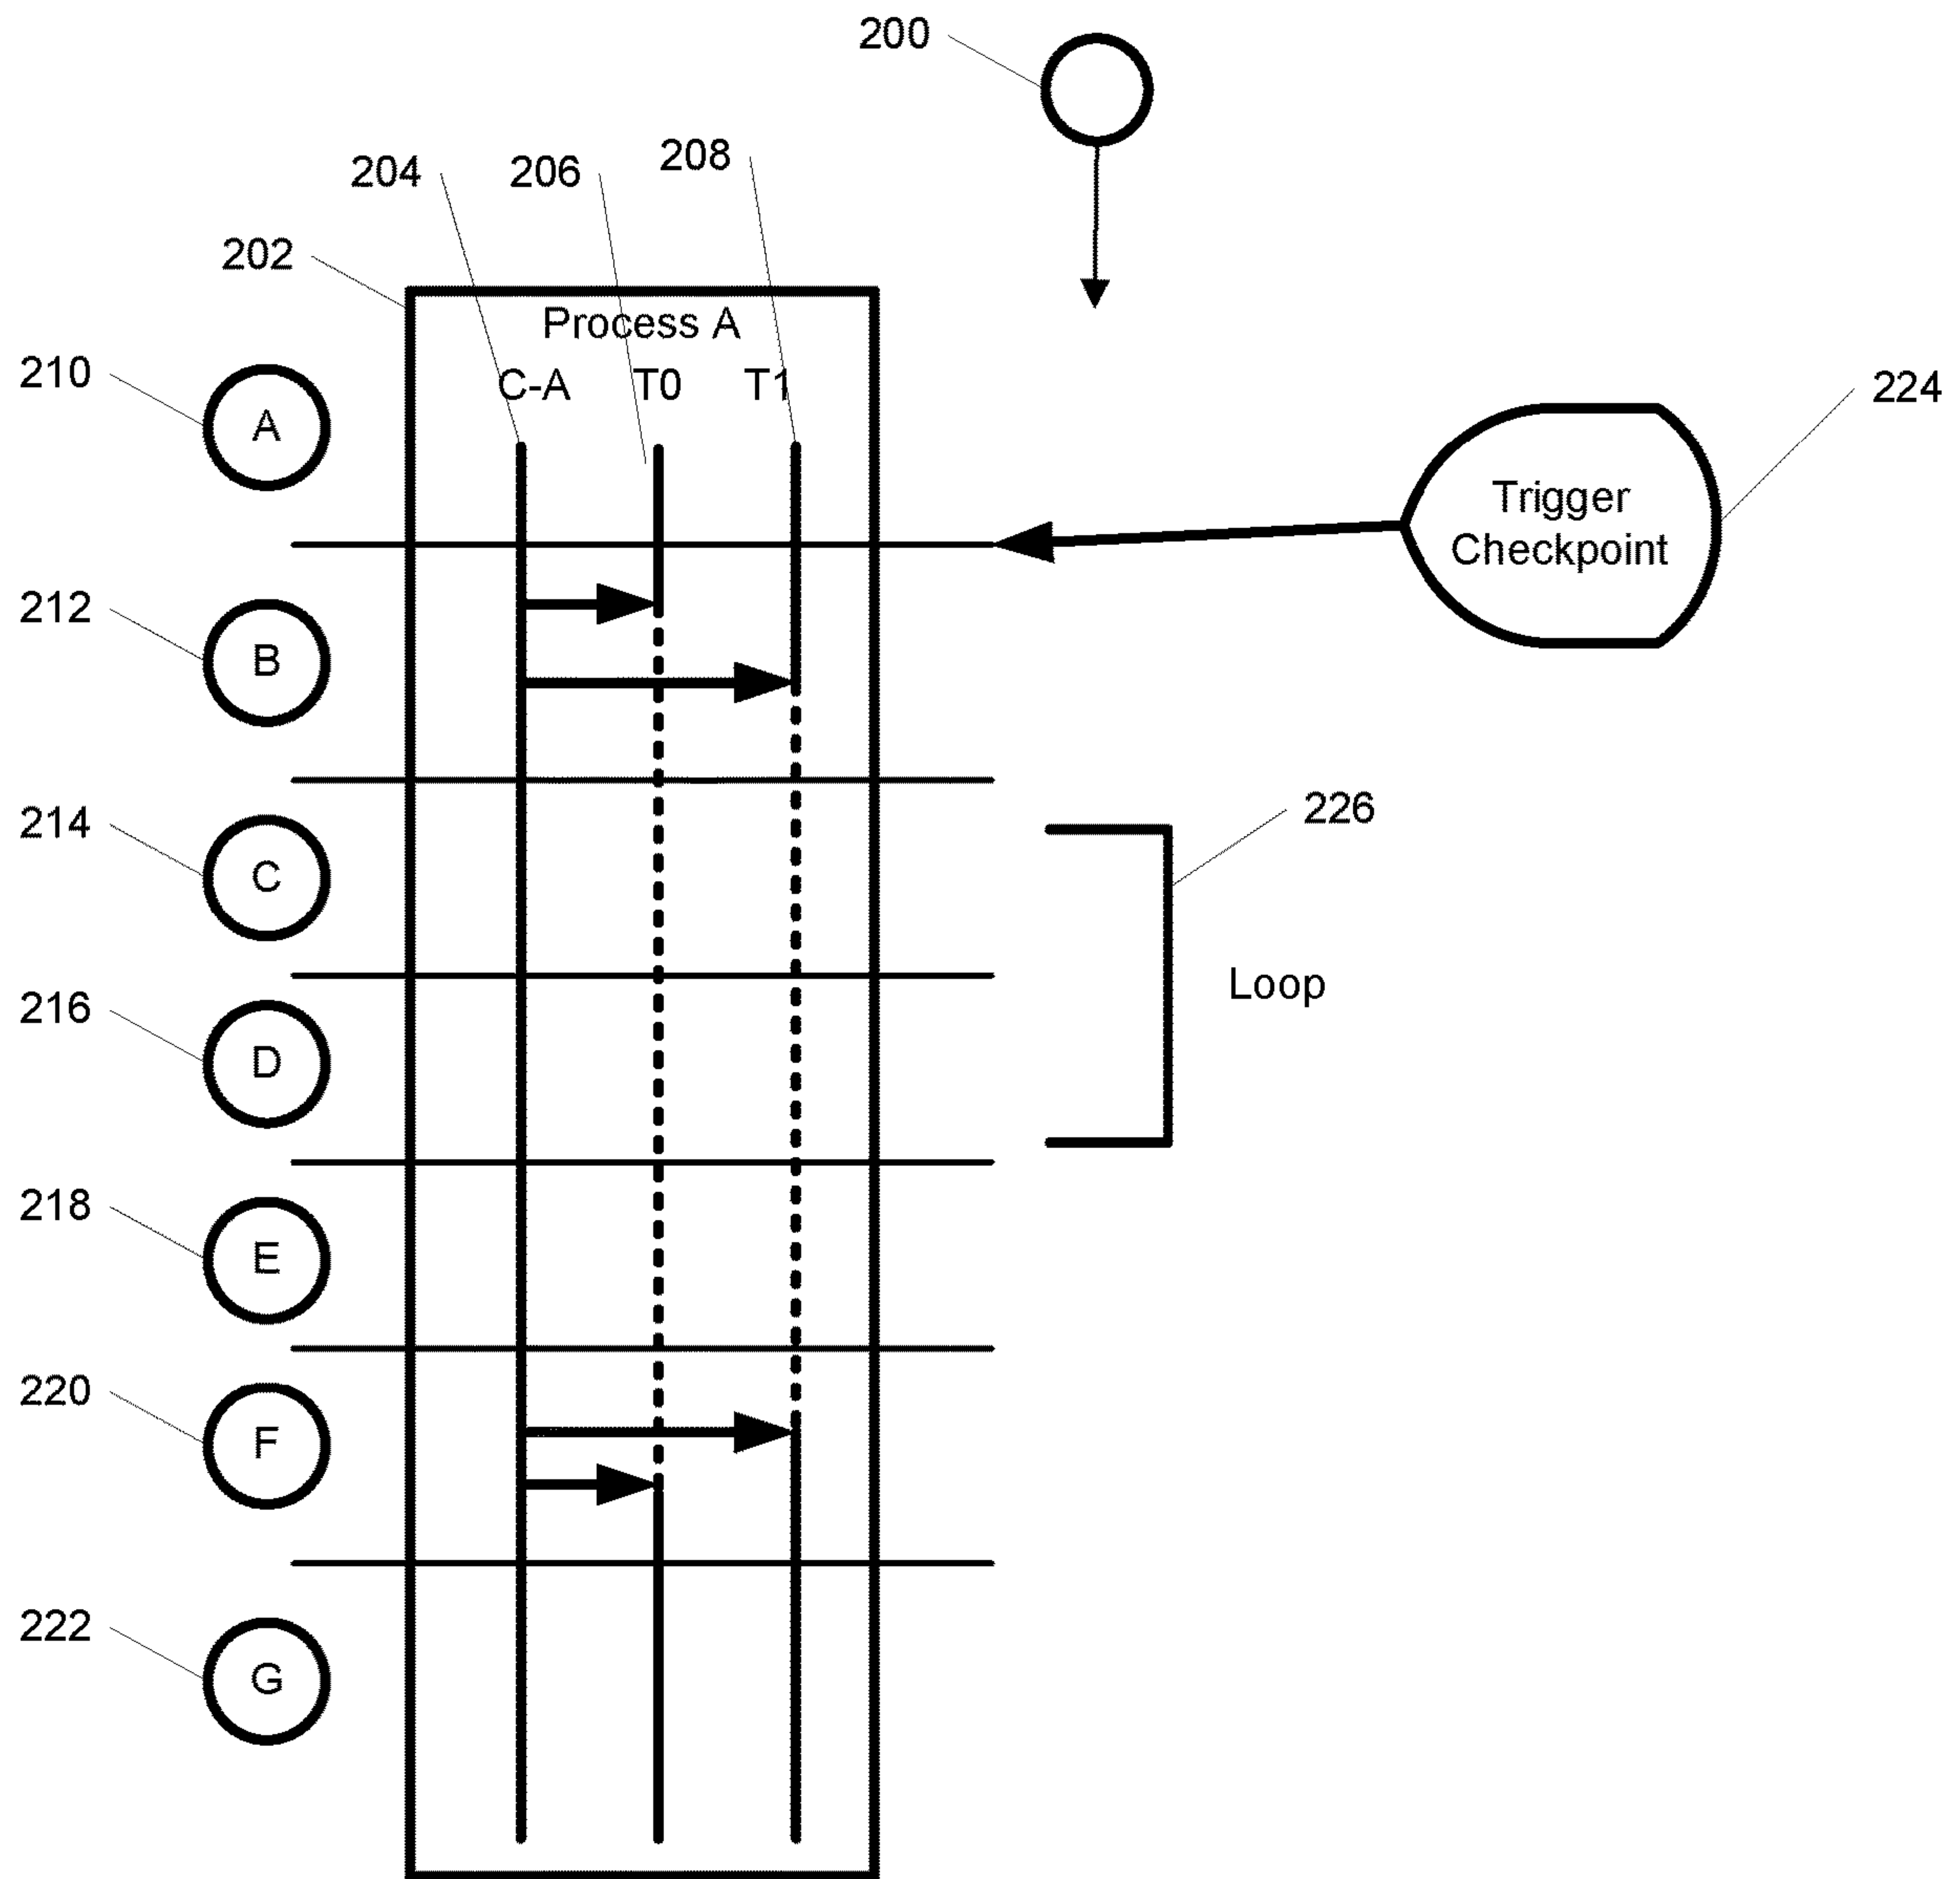 200
204 206 208
202
Process A
C-A T0 T1
210
A
224
Trigger
Checkpoint
212
B
214
C
226
Loop
216
D
218
E
220
F
222
G